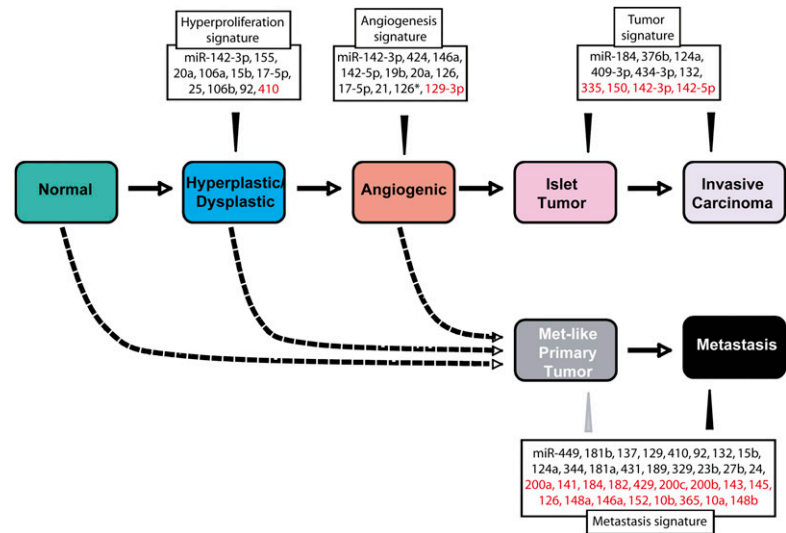 Hyperproliferation
signature
miR-142-3p, 155,
20a, 106a, 15b, 17-5p,
25, 106b, 92, 410
Angiogenesis
signature
miR-142-3p, 424, 146a,
142-5p, 19b, 20a, 126,
17-5p, 21, 126*, 129-3p
Tumor
signature
miR-184, 376b, 124a,
409-3p, 434-3p, 132,
335, 150, 142-3p, 142-5p
Normal
Hyperplastic/
Dysplastic
Angiogenic
Islet
Tumor
Invasive
Carcinoma
Met-like
Primary
Tumor
Metastasis
miR-449, 181b, 137, 129, 410, 92, 132, 15b,
124a, 344, 181a, 431, 189, 329, 23b, 27b, 24,
200a, 141, 184, 182, 429, 200c, 200b, 143, 145,
126, 148a, 146a, 152, 10b, 365, 10a, 148b
Metastasis signature